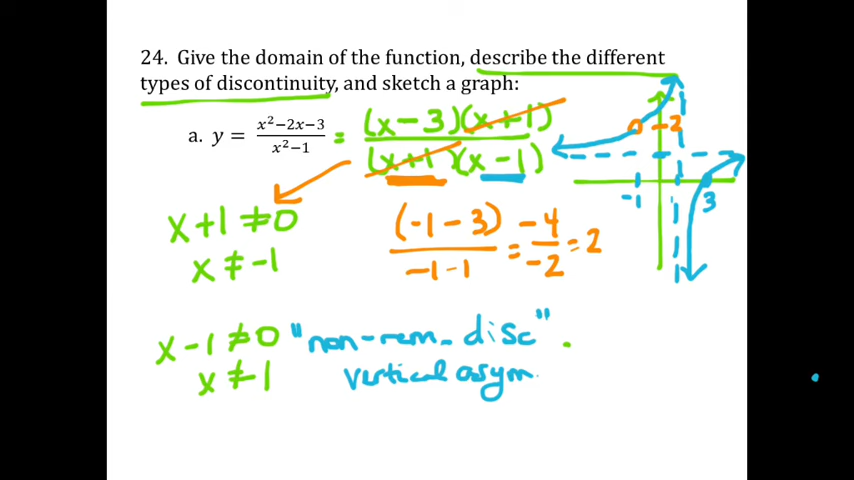 24. Give the domain of the function, describe the different
types of discontinuity, and sketch a graph:
a. y = x²−2x−3 / x²−1 = (x−3)(x+1) / (x+1)(x−1)
2
-1 3
x+1≠0 (-1-3) / -1-1 = -4 / -2 = 2
x≠-1
x-1≠0 "non-rem. disc" .
x≠1 vertical asym.